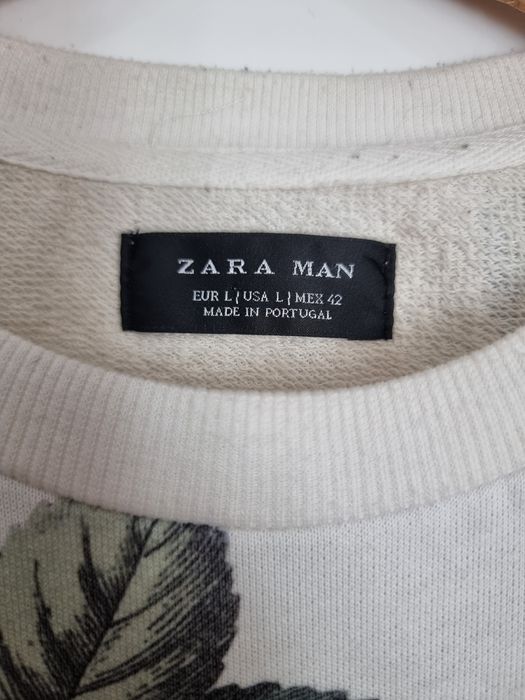 ZARA MAN
EUR L | USA L | MEX 42
MADE IN PORTUGAL